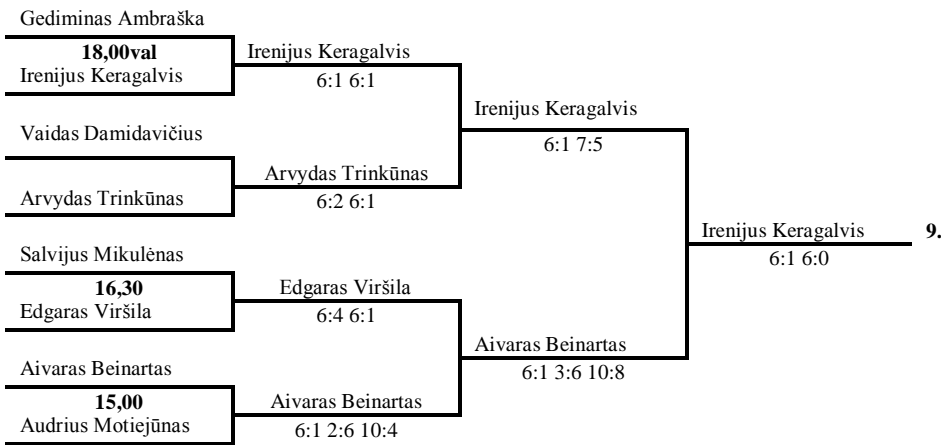 Gediminas Ambraška
18,00val
Irenijus Keragalvis
Irenijus Keragalvis
6:1 6:1
Vaidas Damidavičius
Arvydas Trinkūnas
Arvydas Trinkūnas
6:2 6:1
Irenijus Keragalvis
6:1 7:5
Salvijus Mikulėnas
16,30
Edgaras Viršila
Edgaras Viršila
6:4 6:1
Aivaras Beinartas
15,00
Audrius Motiejūnas
Aivaras Beinartas
6:1 2:6 10:4
Aivaras Beinartas
6:1 3:6 10:8
Irenijus Keragalvis
6:1 6:0
9.